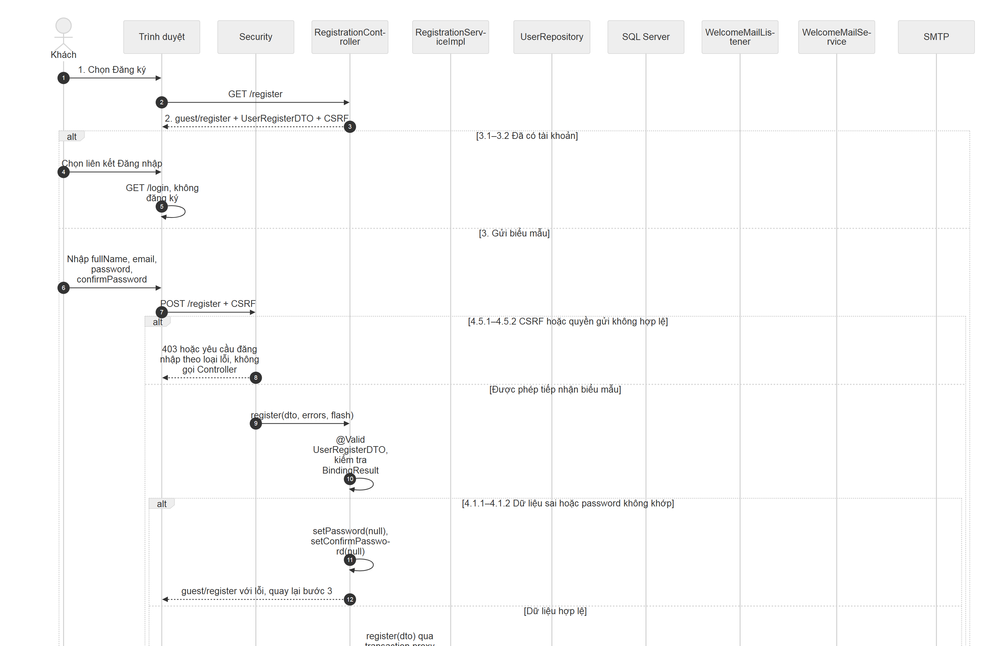 Khách
Trình duyệt
Security
RegistrationCont-
roller
RegistrationServ-
iceImpl
UserRepository
SQL Server
WelcomeMailLis-
tener
WelcomeMailSe-
rvice
SMTP
1. Chọn Đăng ký
1
GET /register
2
2. guest/register + UserRegisterDTO + CSRF
3
alt
[3.1–3.2 Đã có tài khoản]
Chọn liên kết Đăng nhập
4
GET /login, không
đăng ký
5
[3. Gửi biểu mẫu]
Nhập fullName, email,
password,
confirmPassword
6
POST /register + CSRF
7
alt
[4.5.1–4.5.2 CSRF hoặc quyền gửi không hợp lệ]
403 hoặc yêu cầu đăng
nhập theo loại lỗi, không
gọi Controller
8
[Được phép tiếp nhận biểu mẫu]
register(dto, errors, flash)
9
@Valid
UserRegisterDTO,
kiểm tra
BindingResult
10
alt
[4.1.1–4.1.2 Dữ liệu sai hoặc password không khớp]
setPassword(null),
setConfirmPasswo-
rd(null)
11
guest/register với lỗi, quay lại bước 3
12
[Dữ liệu hợp lệ]
register(dto) qua
transaction proxy